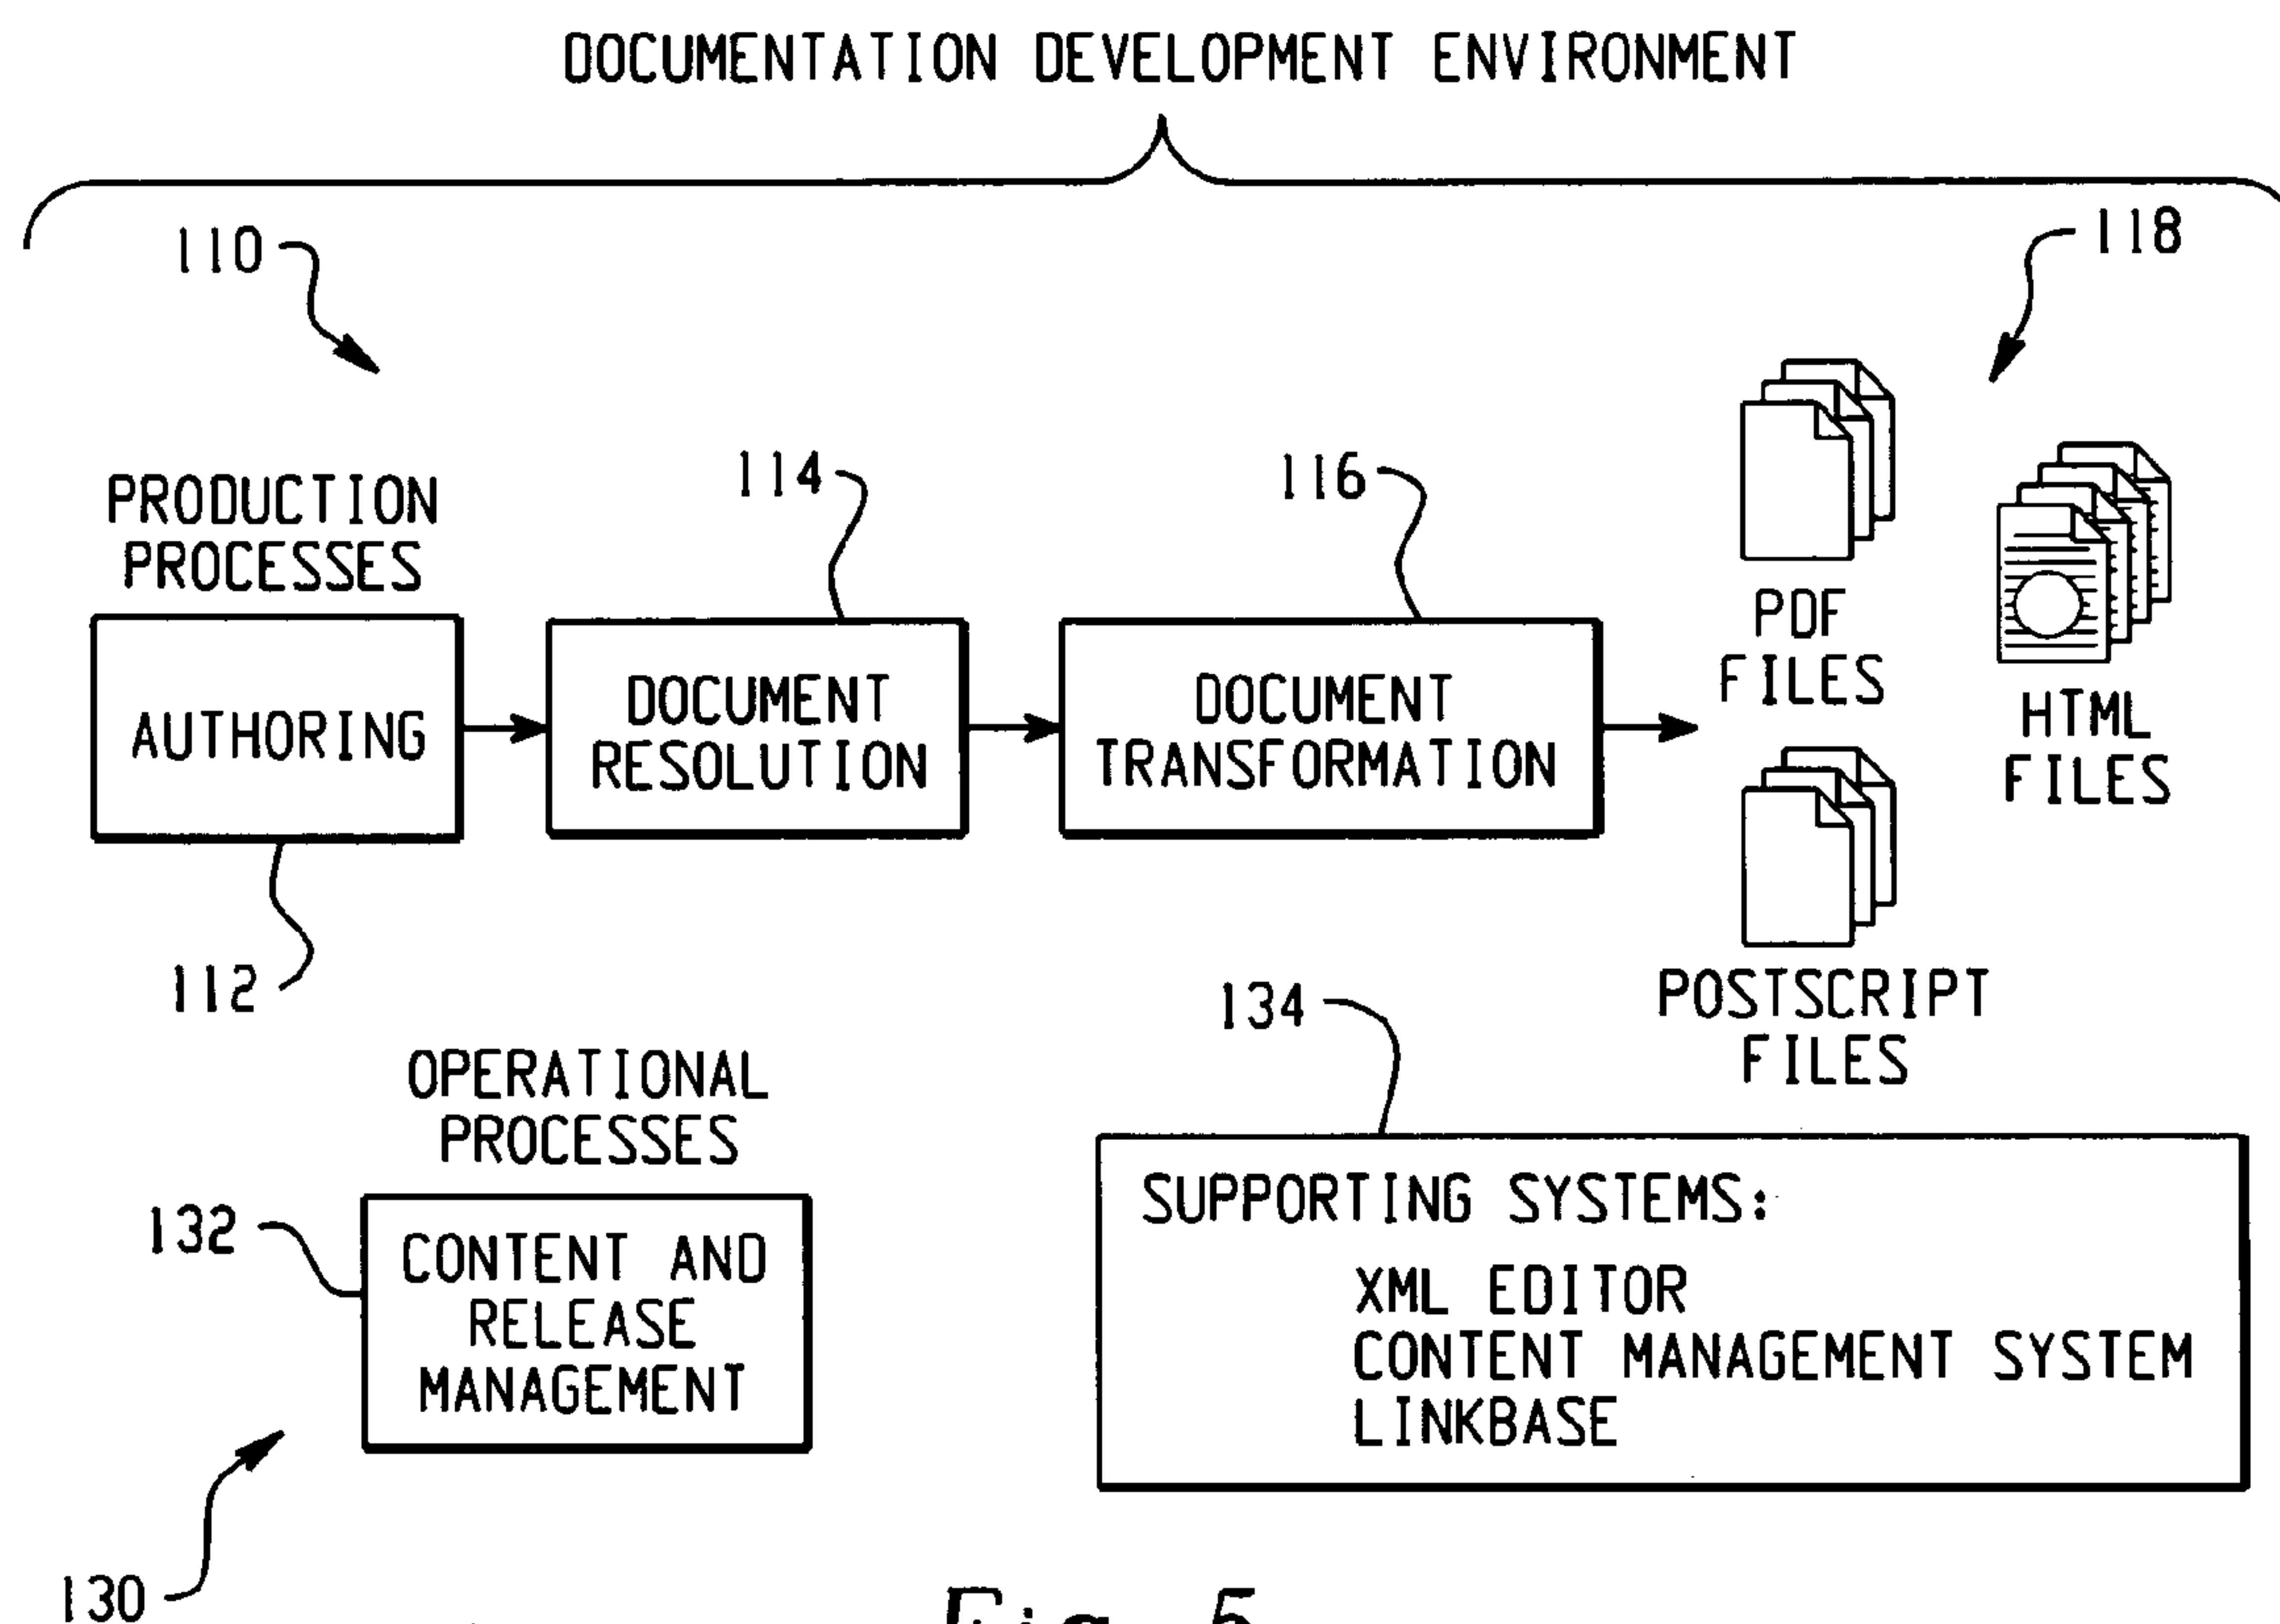 DOCUMENTATION DEVELOPMENT ENVIRONMENT
110
118
PRODUCTION
PROCESSES
114
116
AUTHORING
DOCUMENT
RESOLUTION
DOCUMENT
TRANSFORMATION
PDF
FILES
HTML
FILES
112
POSTSCRIPT
FILES
OPERATIONAL
PROCESSES
134
132
CONTENT AND
RELEASE
MANAGEMENT
SUPPORTING SYSTEMS:
XML EDITOR
CONTENT MANAGEMENT SYSTEM
LINKBASE
130
Fig. 5